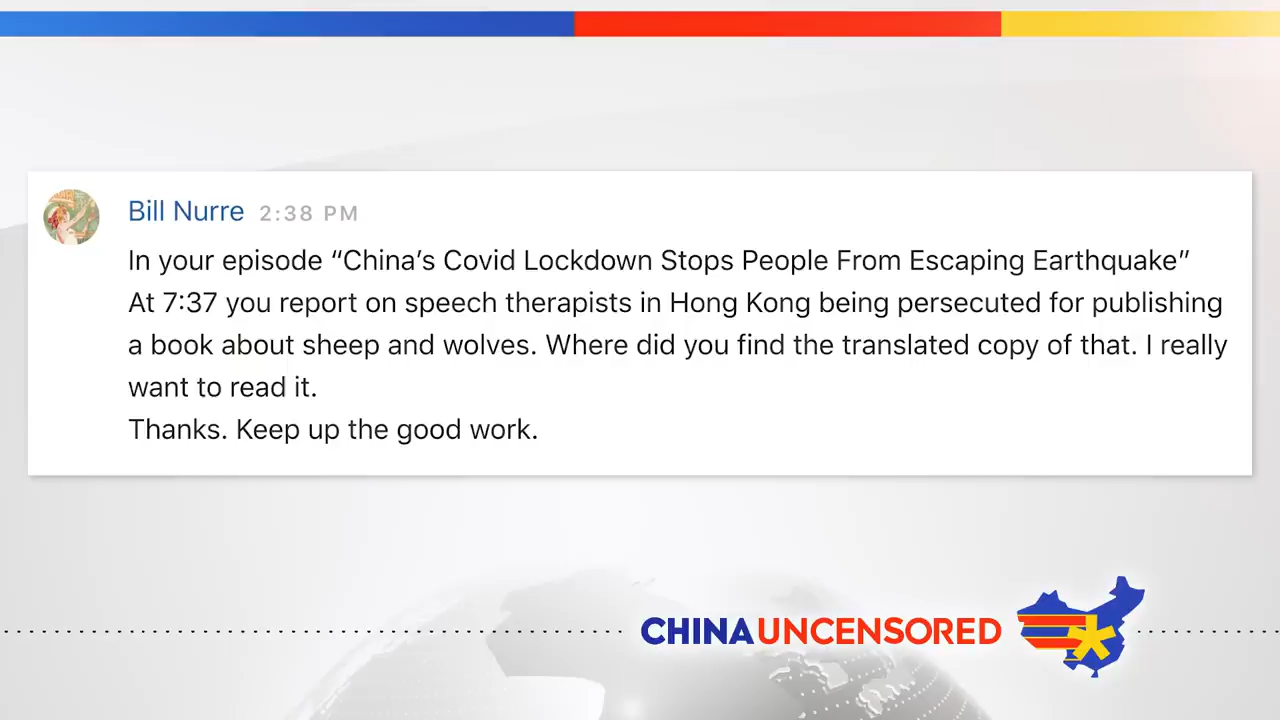 Bill Nurre 2:38 PM
In your episode “China’s Covid Lockdown Stops People From Escaping Earthquake”
At 7:37 you report on speech therapists in Hong Kong being persecuted for publishing
a book about sheep and wolves. Where did you find the translated copy of that. I really
want to read it.
Thanks. Keep up the good work.
CHINA UNCENSORED